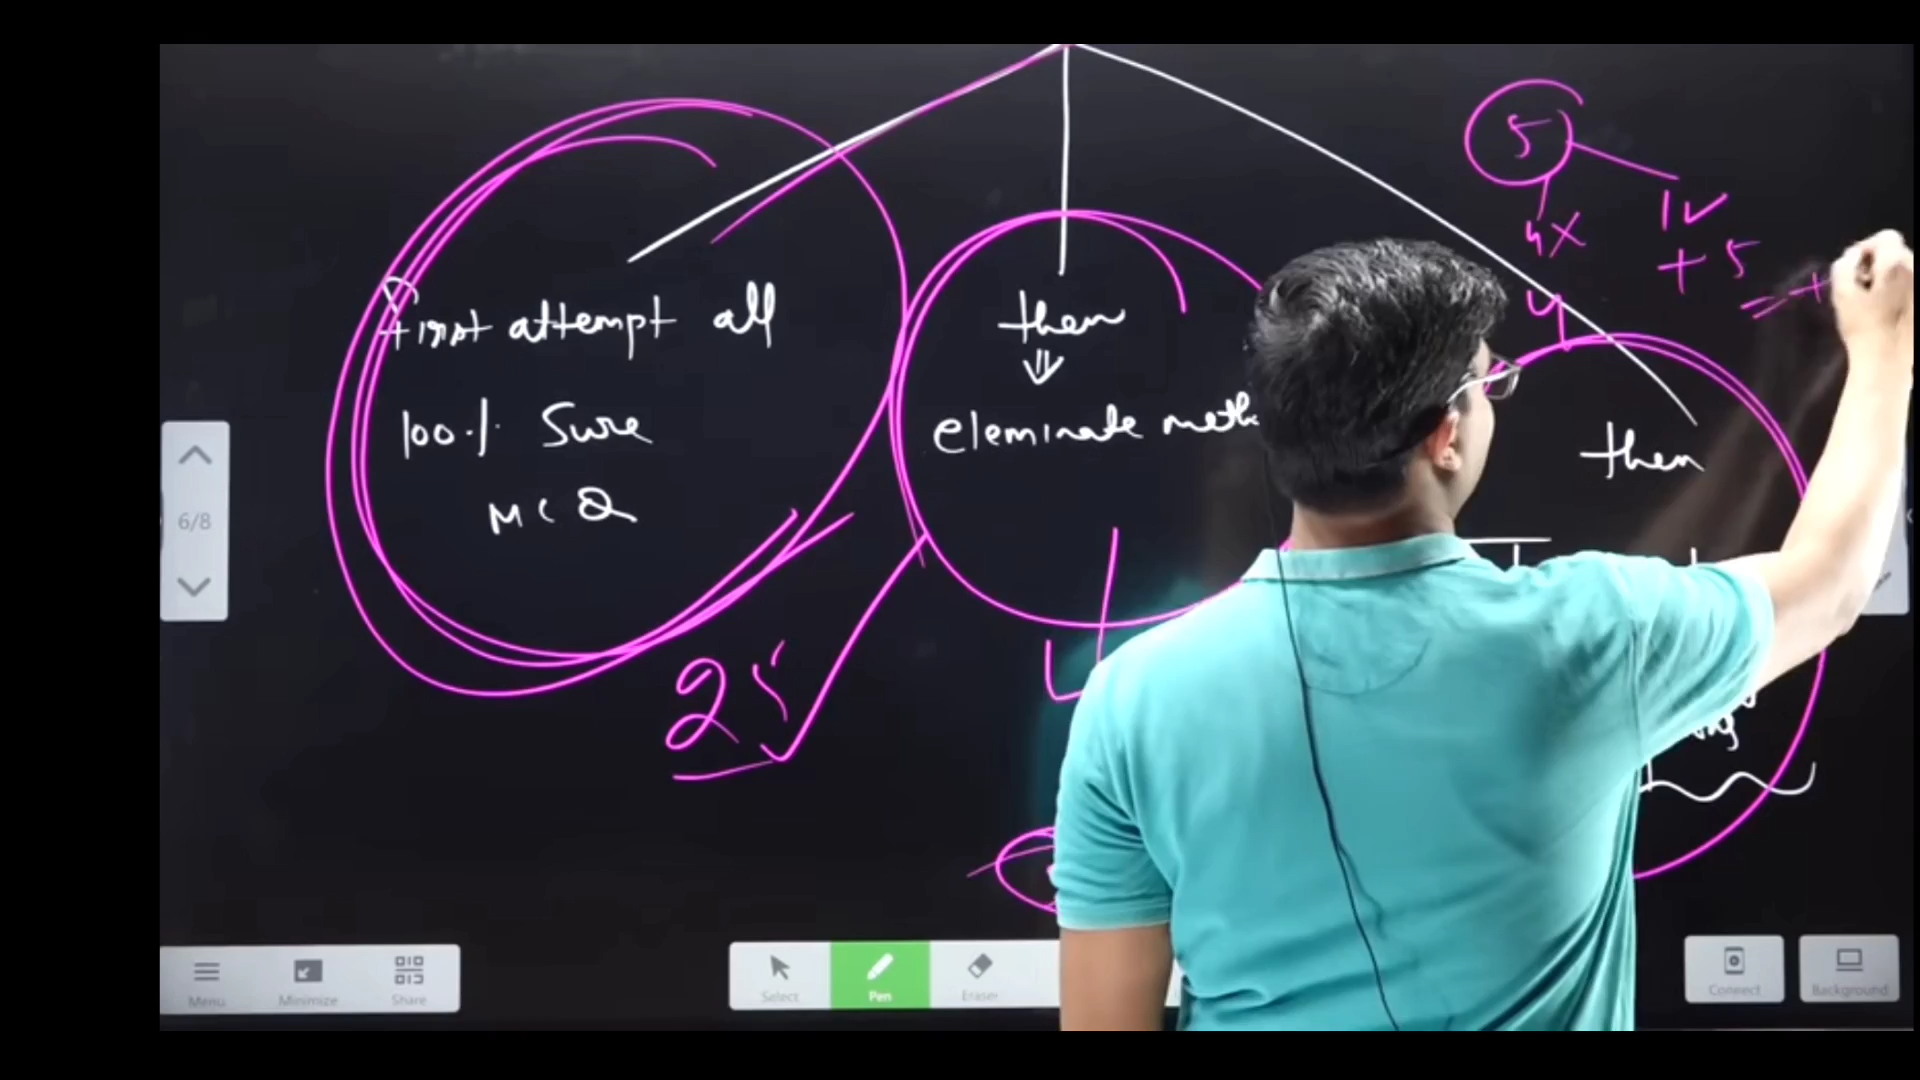 First attempt all
100% Sure
MCQ
then
⇓
eleminate
then
25
5
4 X
1 ✓
+ 5
= +
6/8
Menu
Minimize
Share
Select
Pen
Eraser
Connect
Background